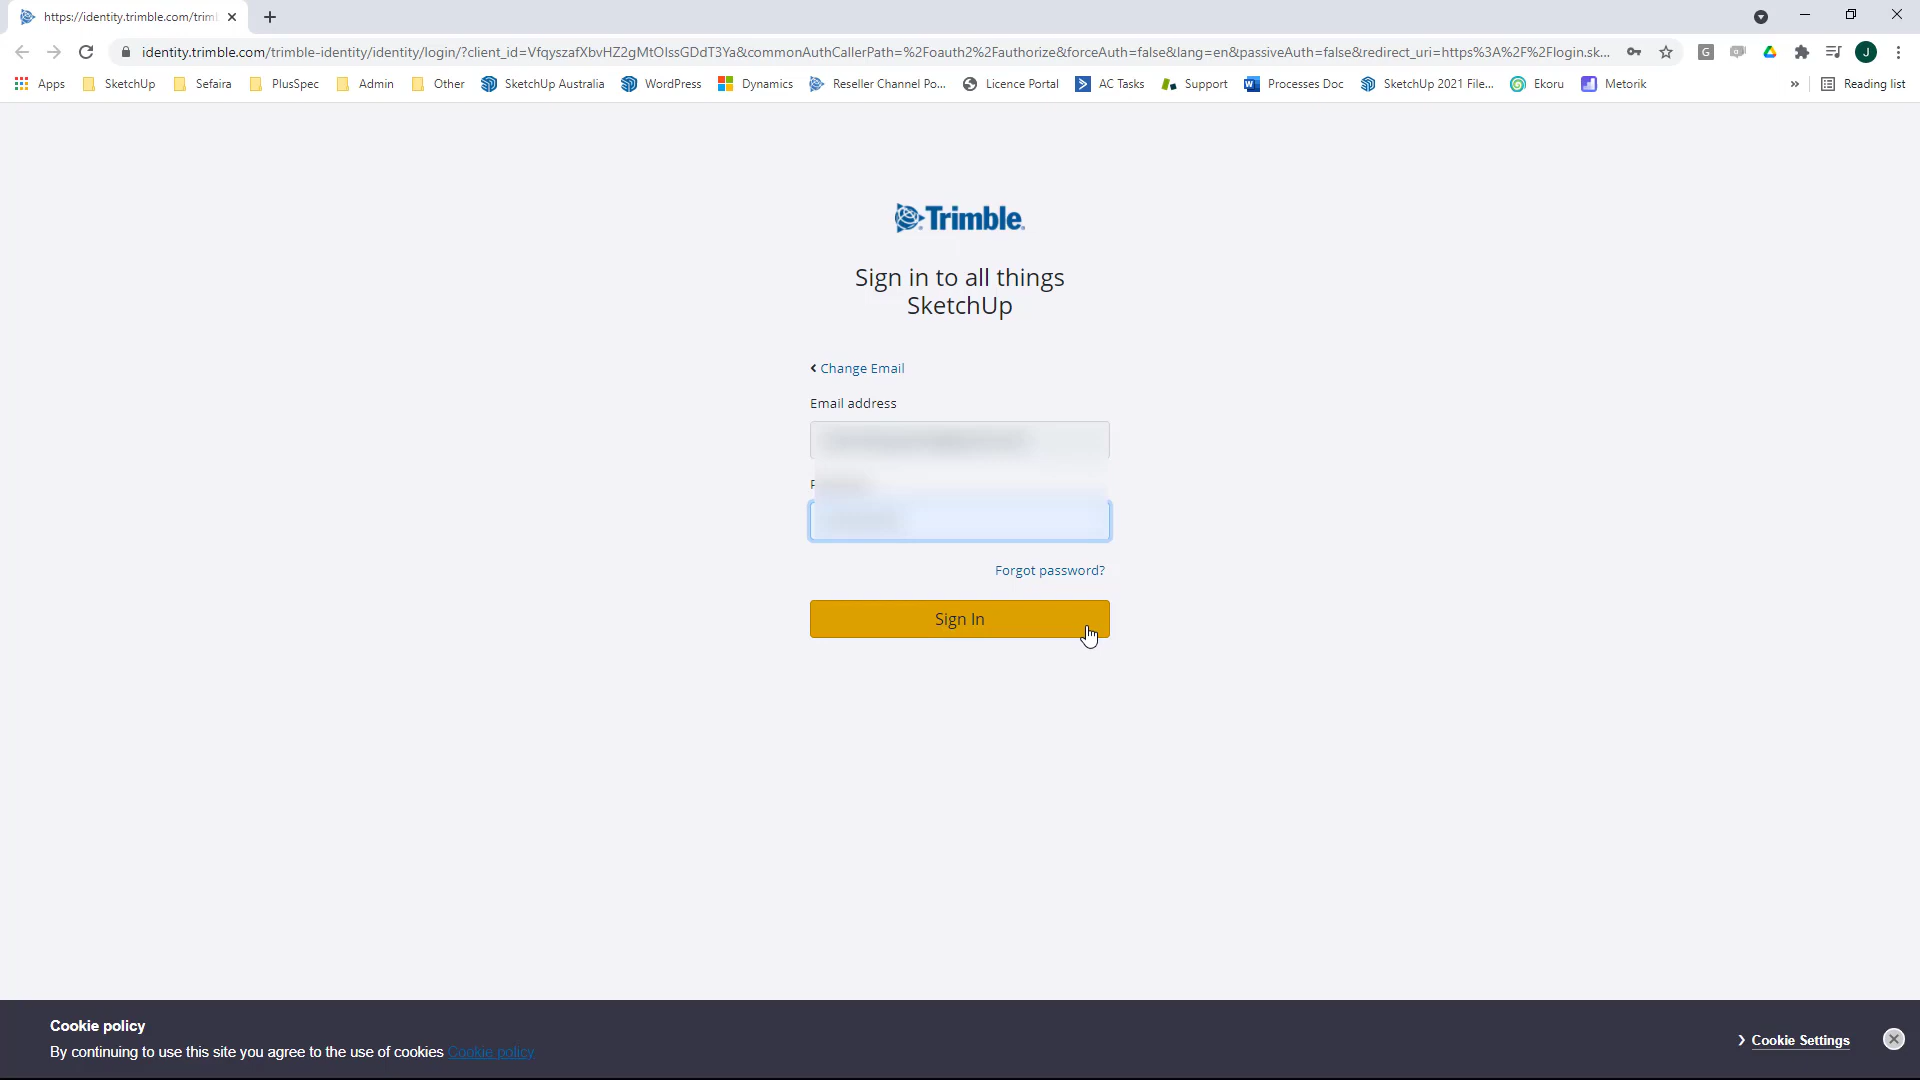 https://identity.trimble.com/trim
identity.trimble.com/trimble-identity/identity/login/?client_id=VfqyszafXbvHZ2gMtOIssGDdT3Ya&commonAuthCallerPath=%2Foauth2%2Fauthorize&forceAuth=false&lang=en&passiveAuth=false&redirect_uri=https%3A%2F%2Flogin.sk...
G
J
Apps SketchUp Sefaira PlusSpec Admin Other SketchUp Australia WordPress Dynamics Reseller Channel Po... Licence Portal AC Tasks Support Processes Doc SketchUp 2021 File... Ekoru Metorik » Reading list
Trimble
Sign in to all things
SketchUp
Change Email
Email address
Forgot password?
Sign In
Cookie policy
By continuing to use this site you agree to the use of cookies Cookie policy.
Cookie Settings